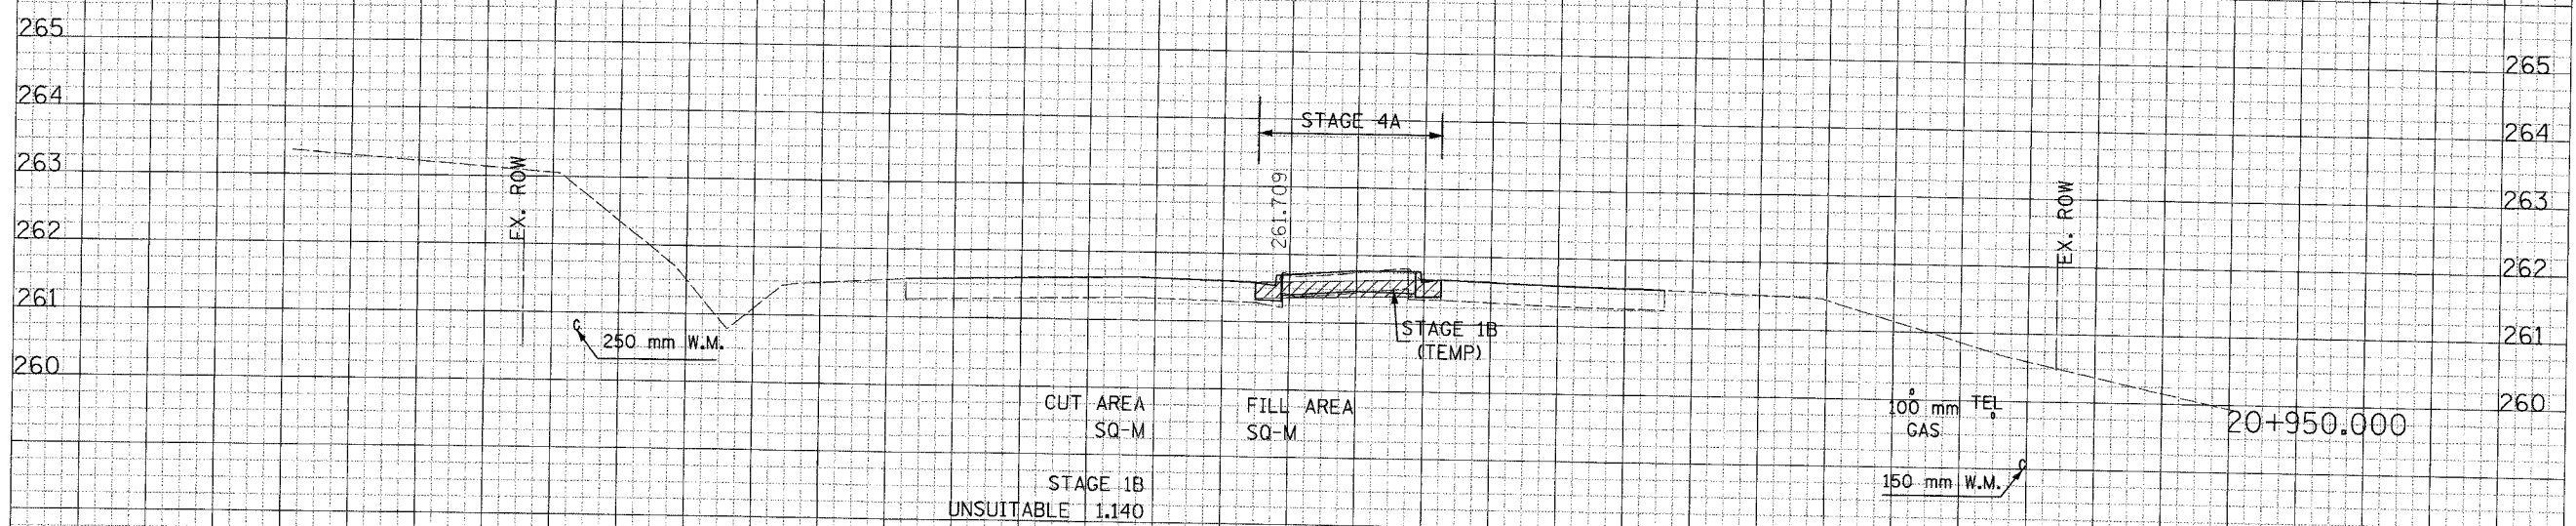 265
265
264
STAGE 4A
264
263
EX. ROW
261.709
EX. ROW
263
262
262
261
250 mm W.M.
STAGE 1B
(TEMP)
261
260
CUT AREA
SQ-M
FILL AREA
SQ-M
100 mm
GAS
TEL
260
20+950.000
STAGE 1B
UNSUITABLE 1.140
150 mm W.M.